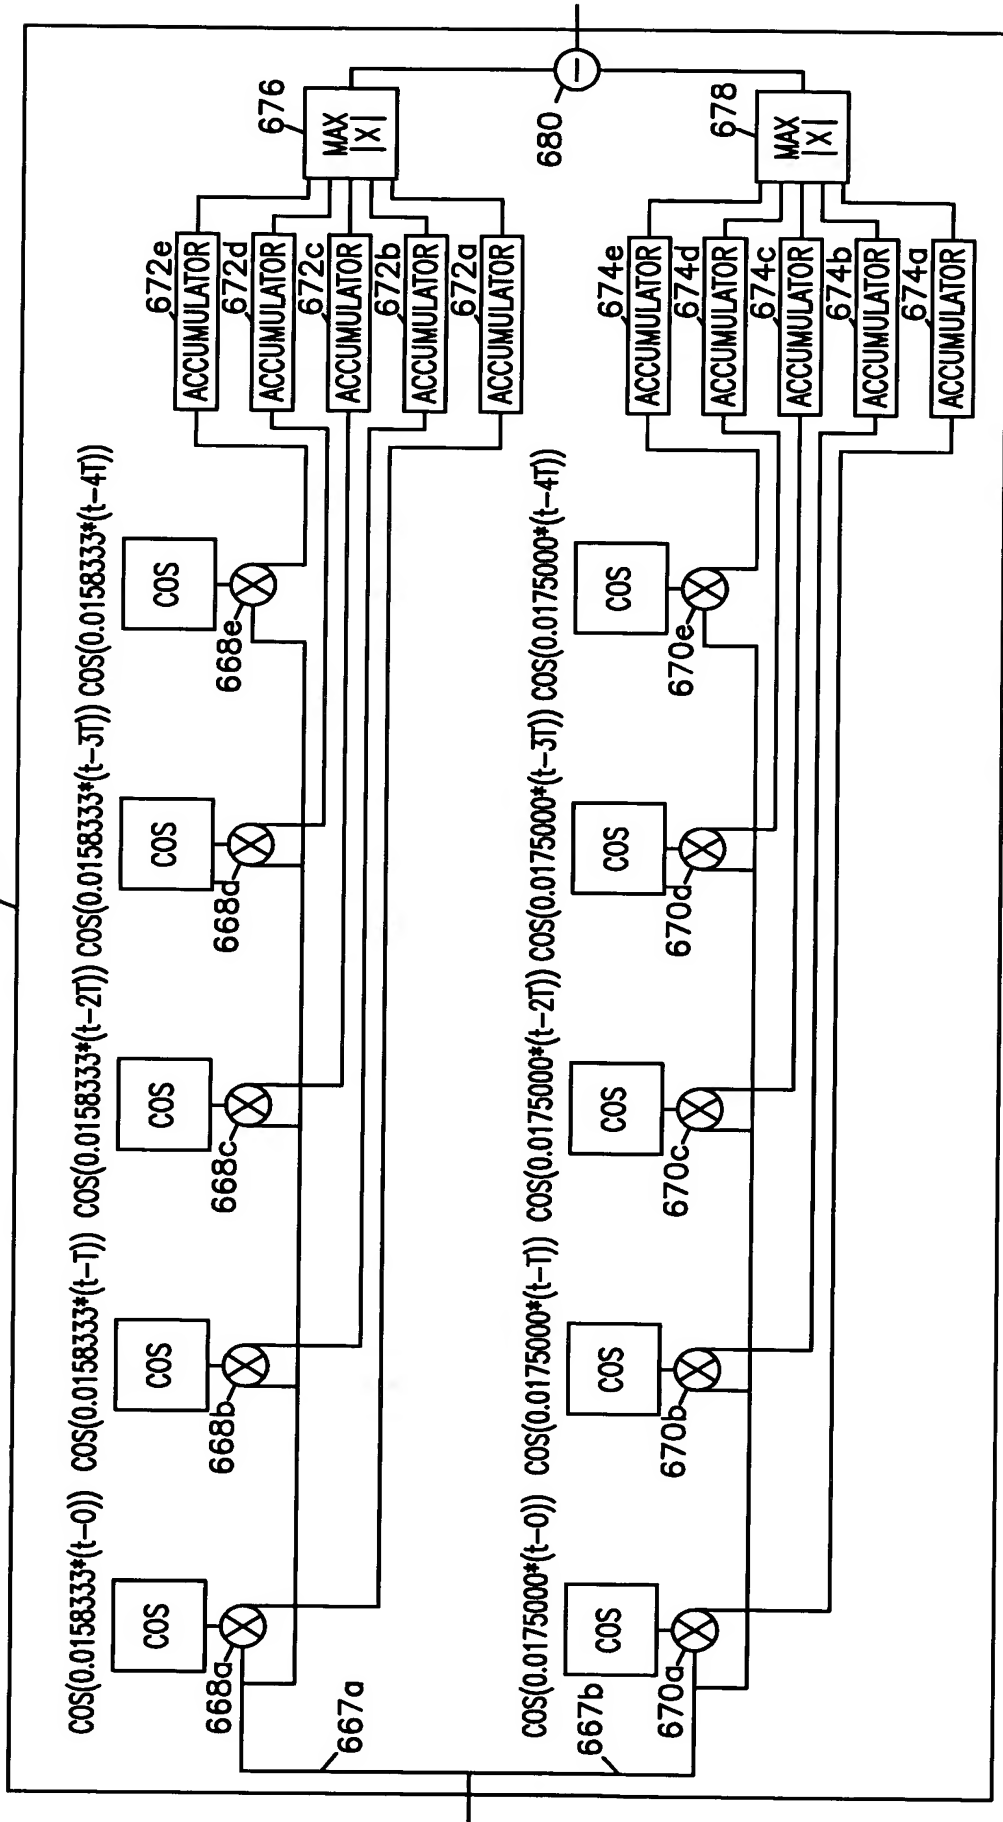 COS(0.0158333*(t-0)) COS(0.0158333*(t-T)) COS(0.0158333*(t-2T)) COS(0.0158333*(t-3T)) COS(0.0158333*(t-4T))
COS COS COS COS COS
668a 668b 668c 668d 668e
667a
672e
ACCUMULATOR
672d
ACCUMULATOR
672c
ACCUMULATOR
672b
ACCUMULATOR
672a
ACCUMULATOR
676
MAX
|X|
680
COS(0.0175000*(t-0)) COS(0.0175000*(t-T)) COS(0.0175000*(t-2T)) COS(0.0175000*(t-3T)) COS(0.0175000*(t-4T))
COS COS COS COS COS
670a 670b 670c 670d 670e
667b
674e
ACCUMULATOR
674d
ACCUMULATOR
674c
ACCUMULATOR
674b
ACCUMULATOR
674a
ACCUMULATOR
678
MAX
|X|